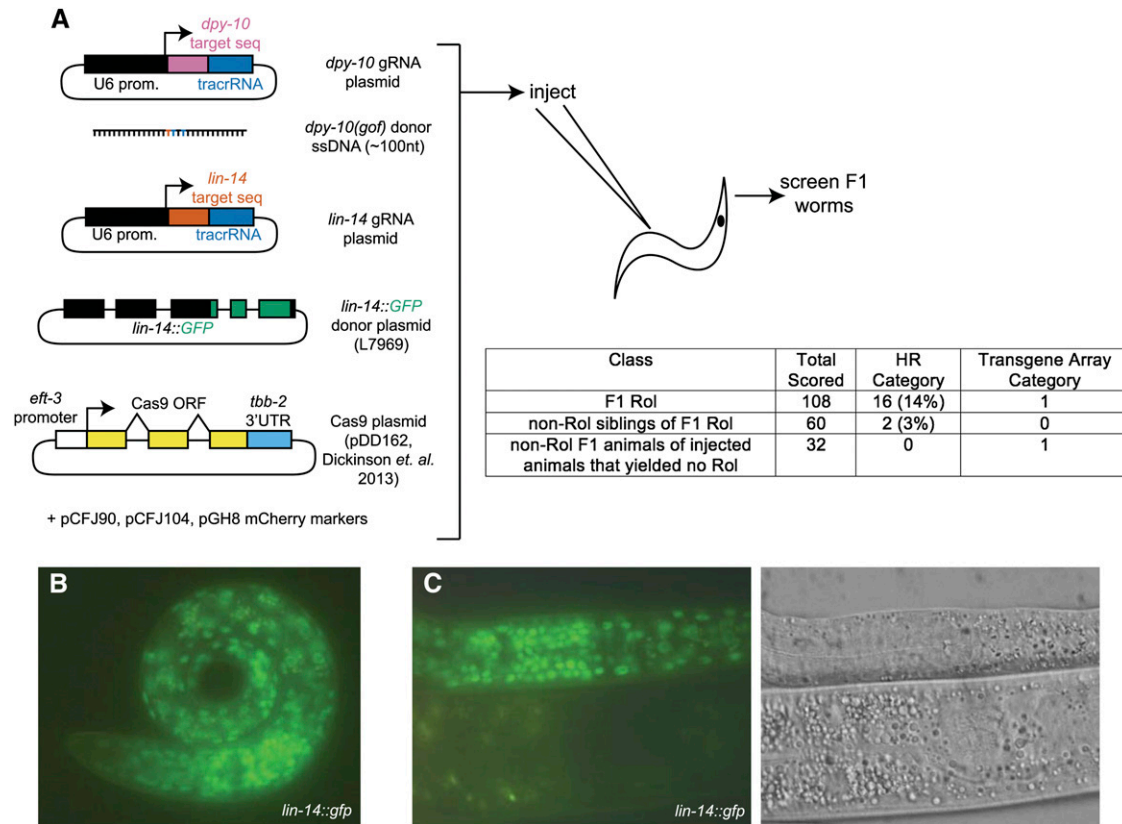 A
dpy-10
target seq
U6 prom.
tracrRNA
dpy-10 gRNA
plasmid
dpy-10(gof) donor
ssDNA (~100nt)
lin-14
target seq
U6 prom.
tracrRNA
lin-14 gRNA
plasmid
lin-14::GFP
lin-14::GFP
donor plasmid
(L7969)
eft-3
promoter
Cas9 ORF
tbb-2
3'UTR
Cas9 plasmid
(pDD162,
Dickinson et. al.
2013)
+ pCFJ90, pCFJ104, pGH8 mCherry markers
inject
screen F1
worms
Class Total Scored HR Category Transgene Array Category
F1 Rol 108 16 (14%) 1
non-Rol siblings of F1 Rol 60 2 (3%) 0
non-Rol F1 animals of injected animals that yielded no Rol 32 0 1
B
lin-14::gfp
C
lin-14::gfp